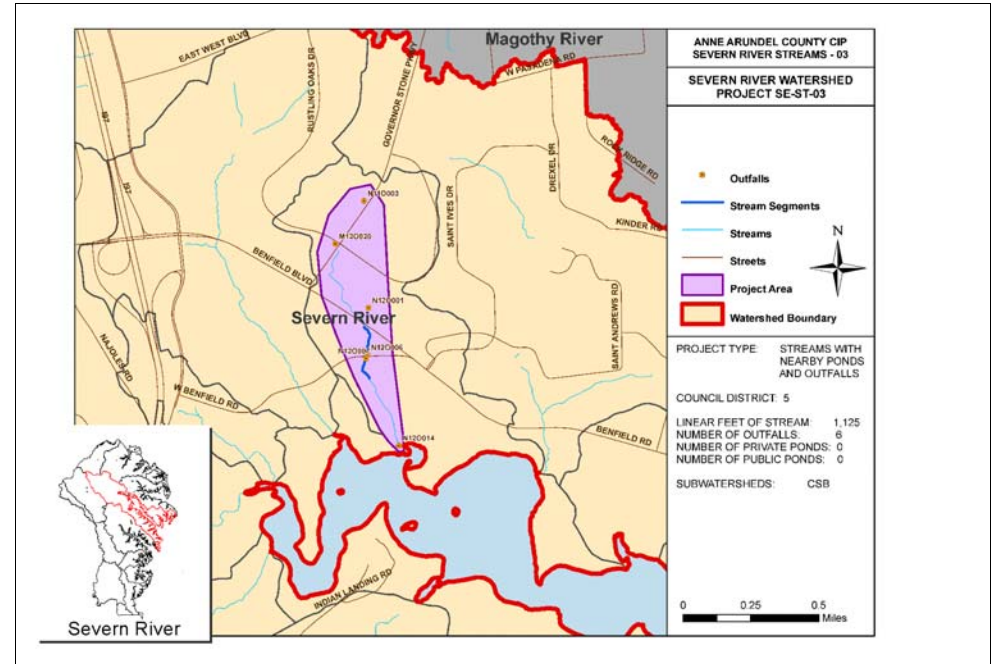 Magothy River
EAST WEST BLVD
RUSTLING OAKS DR
GOVERNOR STONE PKWY
W PASADENA RD
I97
I97
ROCK RIDGE RD
DREXEL DR
SAINT IVES DR
KINDER RD
N11O003
M12O025
BENFIELD BLVD
N12O001
Severn River
N12O006
SAINT ANDREWS RD
NAJOLES RD
W BENFIELD RD
BENFIELD RD
N12O014
INDIAN LANDING RD
Severn River
ANNE ARUNDEL COUNTY CIP
SEVERN RIVER STREAMS - 03
SEVERN RIVER WATERSHED
PROJECT SE-ST-03
Outfalls
Stream Segments
Streams
Streets
Project Area
Watershed Boundary
N
PROJECT TYPE: STREAMS WITH
NEARBY PONDS
AND OUTFALLS
COUNCIL DISTRICT: 5
LINEAR FEET OF STREAM: 1,125
NUMBER OF OUTFALLS: 6
NUMBER OF PRIVATE PONDS: 0
NUMBER OF PUBLIC PONDS: 0
SUBWATERSHEDS: CSB
0 0.25 0.5
Miles